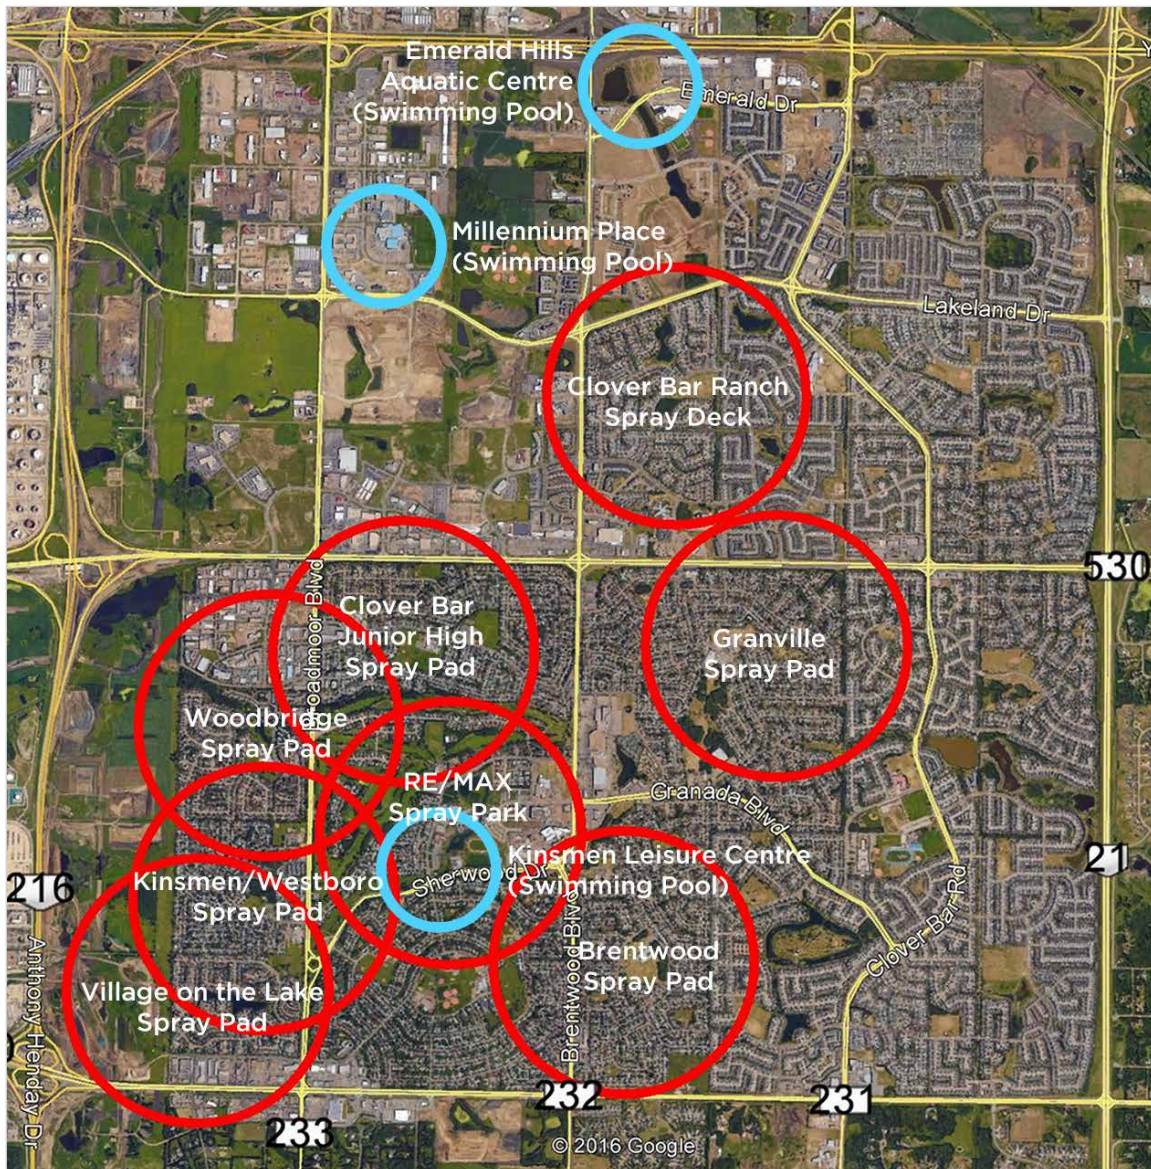 Emerald Hills
Aquatic Centre
(Swimming Pool)
Y
Emerald Dr
Millennium Place
(Swimming Pool)
Lakeland Dr
Clover Bar Ranch
Spray Deck
530
Clover Bar
Junior High
Spray Pad
Broadmoor Blvd
Granville
Spray Pad
Woodbridge
Spray Pad
RE/MAX
Spray Park
Granada Blvd
Kinsmen Leisure Centre
(Swimming Pool)
Sherwood Dr
21
216
Kinsmen/Westboro
Spray Pad
Clover Bar Rd
Brentwood
Spray Pad
Brentwood Blvd
Village on the Lake
Spray Pad
Anthony Henday Dr
232
231
233
© 2016 Google